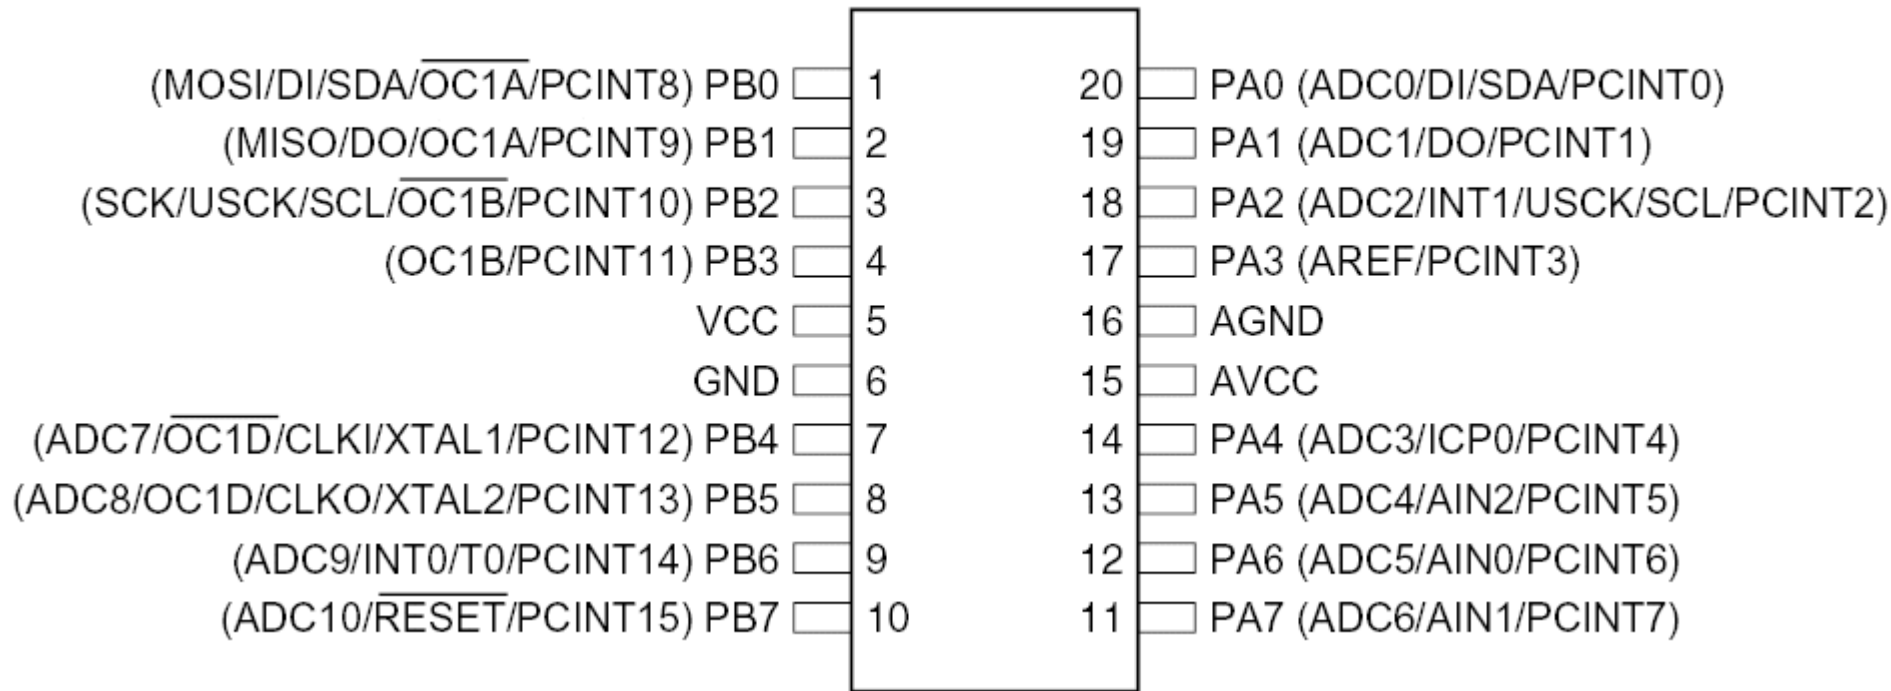 (MOSI/DI/SDA/OC1A/PCINT8) PB0 1 20 PA0 (ADC0/DI/SDA/PCINT0)
(MISO/DO/OC1A/PCINT9) PB1 2 19 PA1 (ADC1/DO/PCINT1)
(SCK/USCK/SCL/OC1B/PCINT10) PB2 3 18 PA2 (ADC2/INT1/USCK/SCL/PCINT2)
(OC1B/PCINT11) PB3 4 17 PA3 (AREF/PCINT3)
VCC 5 16 AGND
GND 6 15 AVCC
(ADC7/OC1D/CLKI/XTAL1/PCINT12) PB4 7 14 PA4 (ADC3/ICP0/PCINT4)
(ADC8/OC1D/CLKO/XTAL2/PCINT13) PB5 8 13 PA5 (ADC4/AIN2/PCINT5)
(ADC9/INT0/T0/PCINT14) PB6 9 12 PA6 (ADC5/AIN0/PCINT6)
(ADC10/RESET/PCINT15) PB7 10 11 PA7 (ADC6/AIN1/PCINT7)